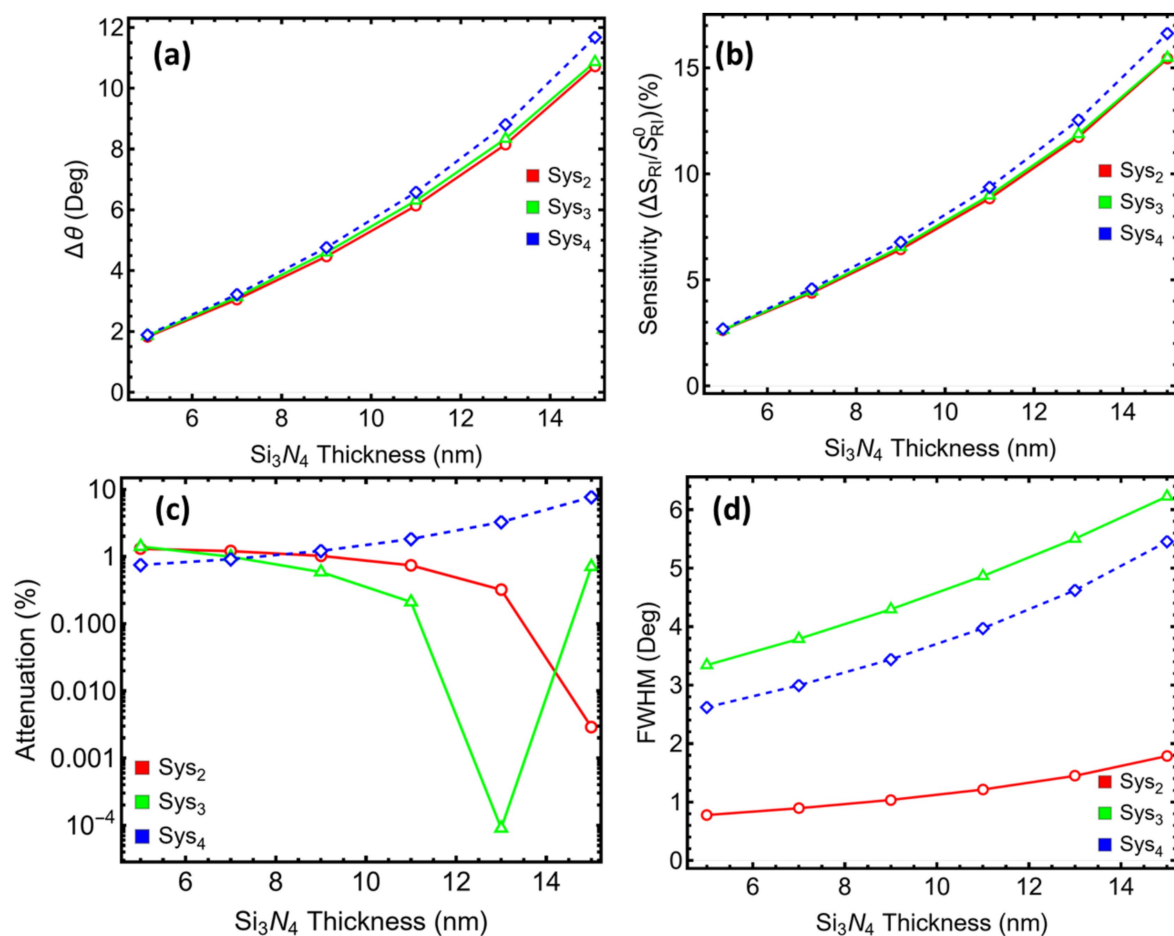 (a)
12
10
8
6
4
2
0
Δθ (Deg)
6 8 10 12 14
Si₃N₄ Thickness (nm)
Sys₂
Sys₃
Sys₄
(b)
15
10
5
0
Sensitivity (ΔS_RI/S⁰_RI)(%)
6 8 10 12 14
Si₃N₄ Thickness (nm)
Sys₂
Sys₃
Sys₄
(c)
10
1
0.100
0.010
0.001
10⁻⁴
Attenuation (%)
6 8 10 12 14
Si₃N₄ Thickness (nm)
Sys₂
Sys₃
Sys₄
(d)
6
5
4
3
2
1
0
FWHM (Deg)
6 8 10 12 14
Si₃N₄ Thickness (nm)
Sys₂
Sys₃
Sys₄